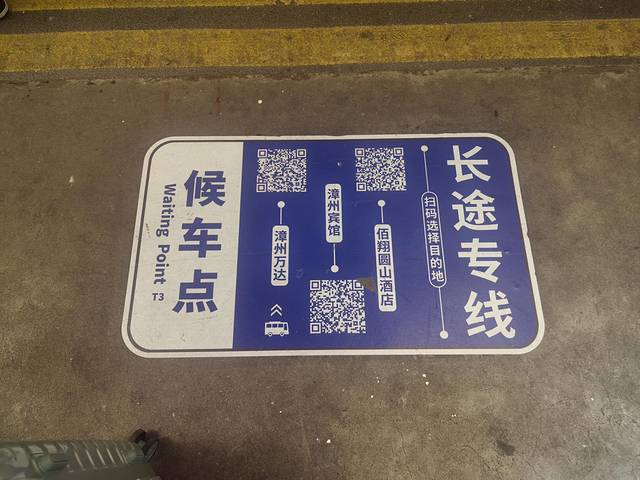 长途专线
扫码选择目的地
佰翔圆山酒店
漳州宾馆
漳州万达
候车点
Waiting Point
T3